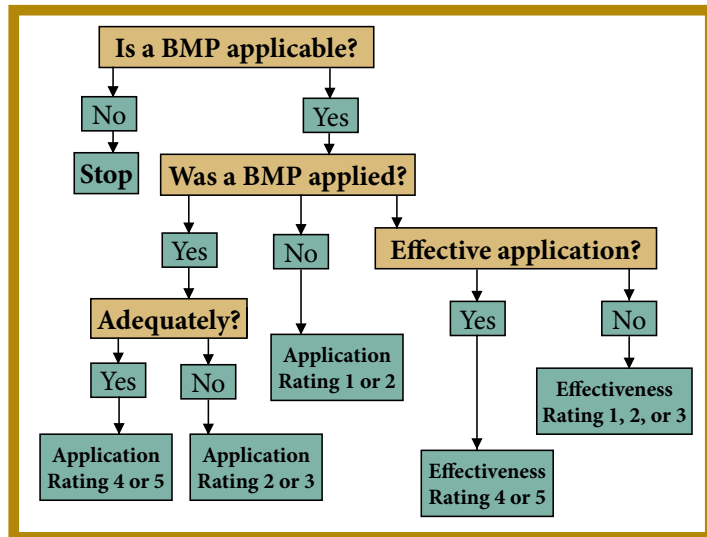 Is a BMP applicable?
No
Yes
Stop
Was a BMP applied?
Yes
No
Effective application?
Adequately?
Yes
No
Application
Rating 1 or 2
Yes
No
Application
Rating 4 or 5
Application
Rating 2 or 3
Effectiveness
Rating 4 or 5
Effectiveness
Rating 1, 2, or 3